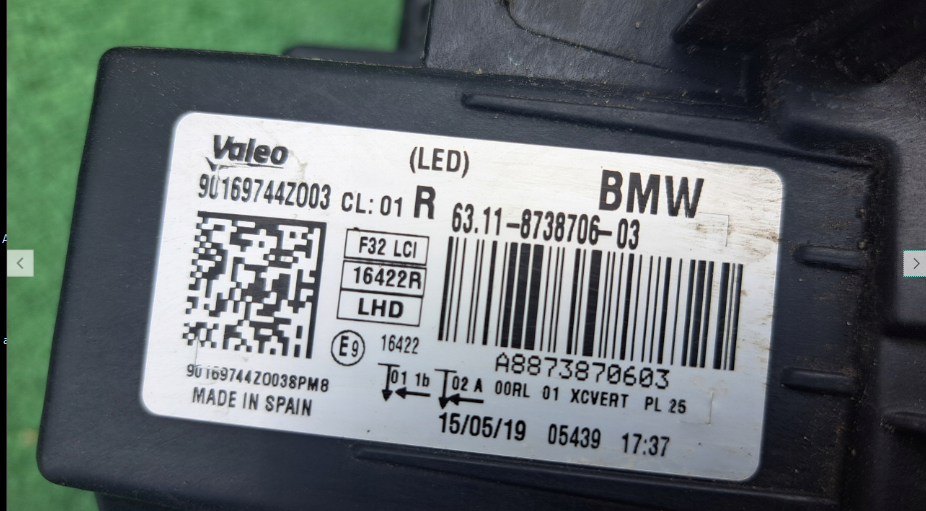 Valeo
(LED)
BMW
90169744Z003 CL: 01 R
63.11-8738706-03
F32 LCI
16422R
LHD
E9 16422
A8873870603
90169744Z003SPM8
01 1b 02 A 00RL 01 XCVERT PL 25
MADE IN SPAIN
15/05/19 05439 17:37